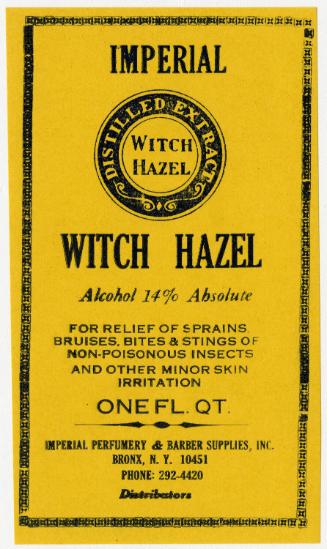 IMPERIAL
DISTILLED EXTRACT
WITCH
HAZEL
WITCH HAZEL
Alcohol 14% Absolute
FOR RELIEF OF SPRAINS,
BRUISES, BITES & STINGS OF
NON-POISONOUS INSECTS
AND OTHER MINOR SKIN
IRRITATION
ONE FL. QT.
IMPERIAL PERFUMERY & BARBER SUPPLIES, INC.
BRONX, N. Y. 10451
PHONE: 292-4420
Distributors